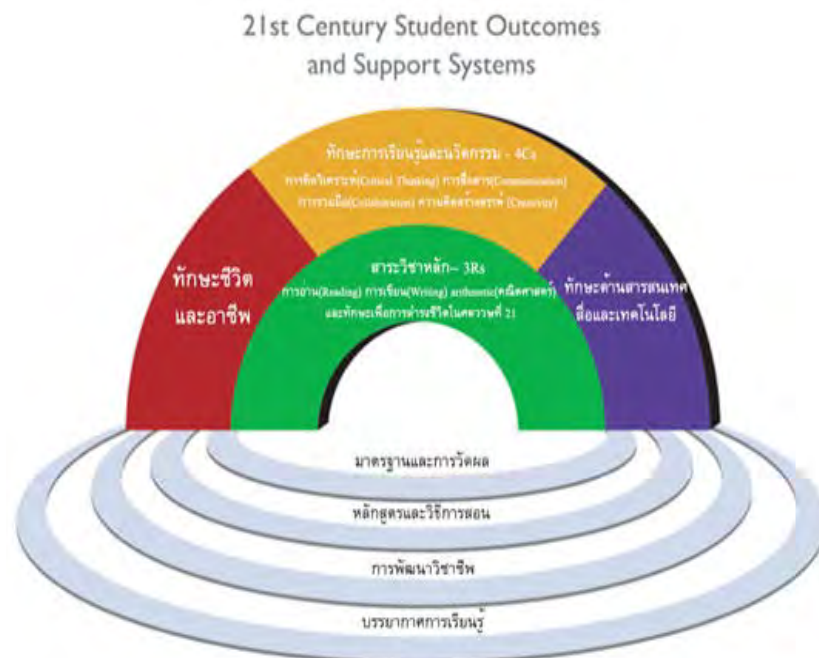 21st Century Student Outcomes
and Support Systems
ทักษะการเรียนรู้และนวัตกรรม - 4Cs
การคิดวิเคราะห์(Critical Thinking) การสื่อสาร(Communication)
การร่วมมือ(Collaboration) ความคิดสร้างสรรค์ (Creativity)
สาระวิชาหลัก– 3Rs
การอ่าน(Reading) การเขียน(Writing) arithmetic(คณิตศาสตร์)
และทักษะเพื่อการดำรงชีวิตในศตวรรษที่ 21
ทักษะชีวิต
และอาชีพ
ทักษะด้านสารสนเทศ
สื่อและเทคโนโลยี
มาตรฐานและการวัดผล
หลักสูตรและวิธีการสอน
การพัฒนาวิชาชีพ
บรรยากาศการเรียนรู้